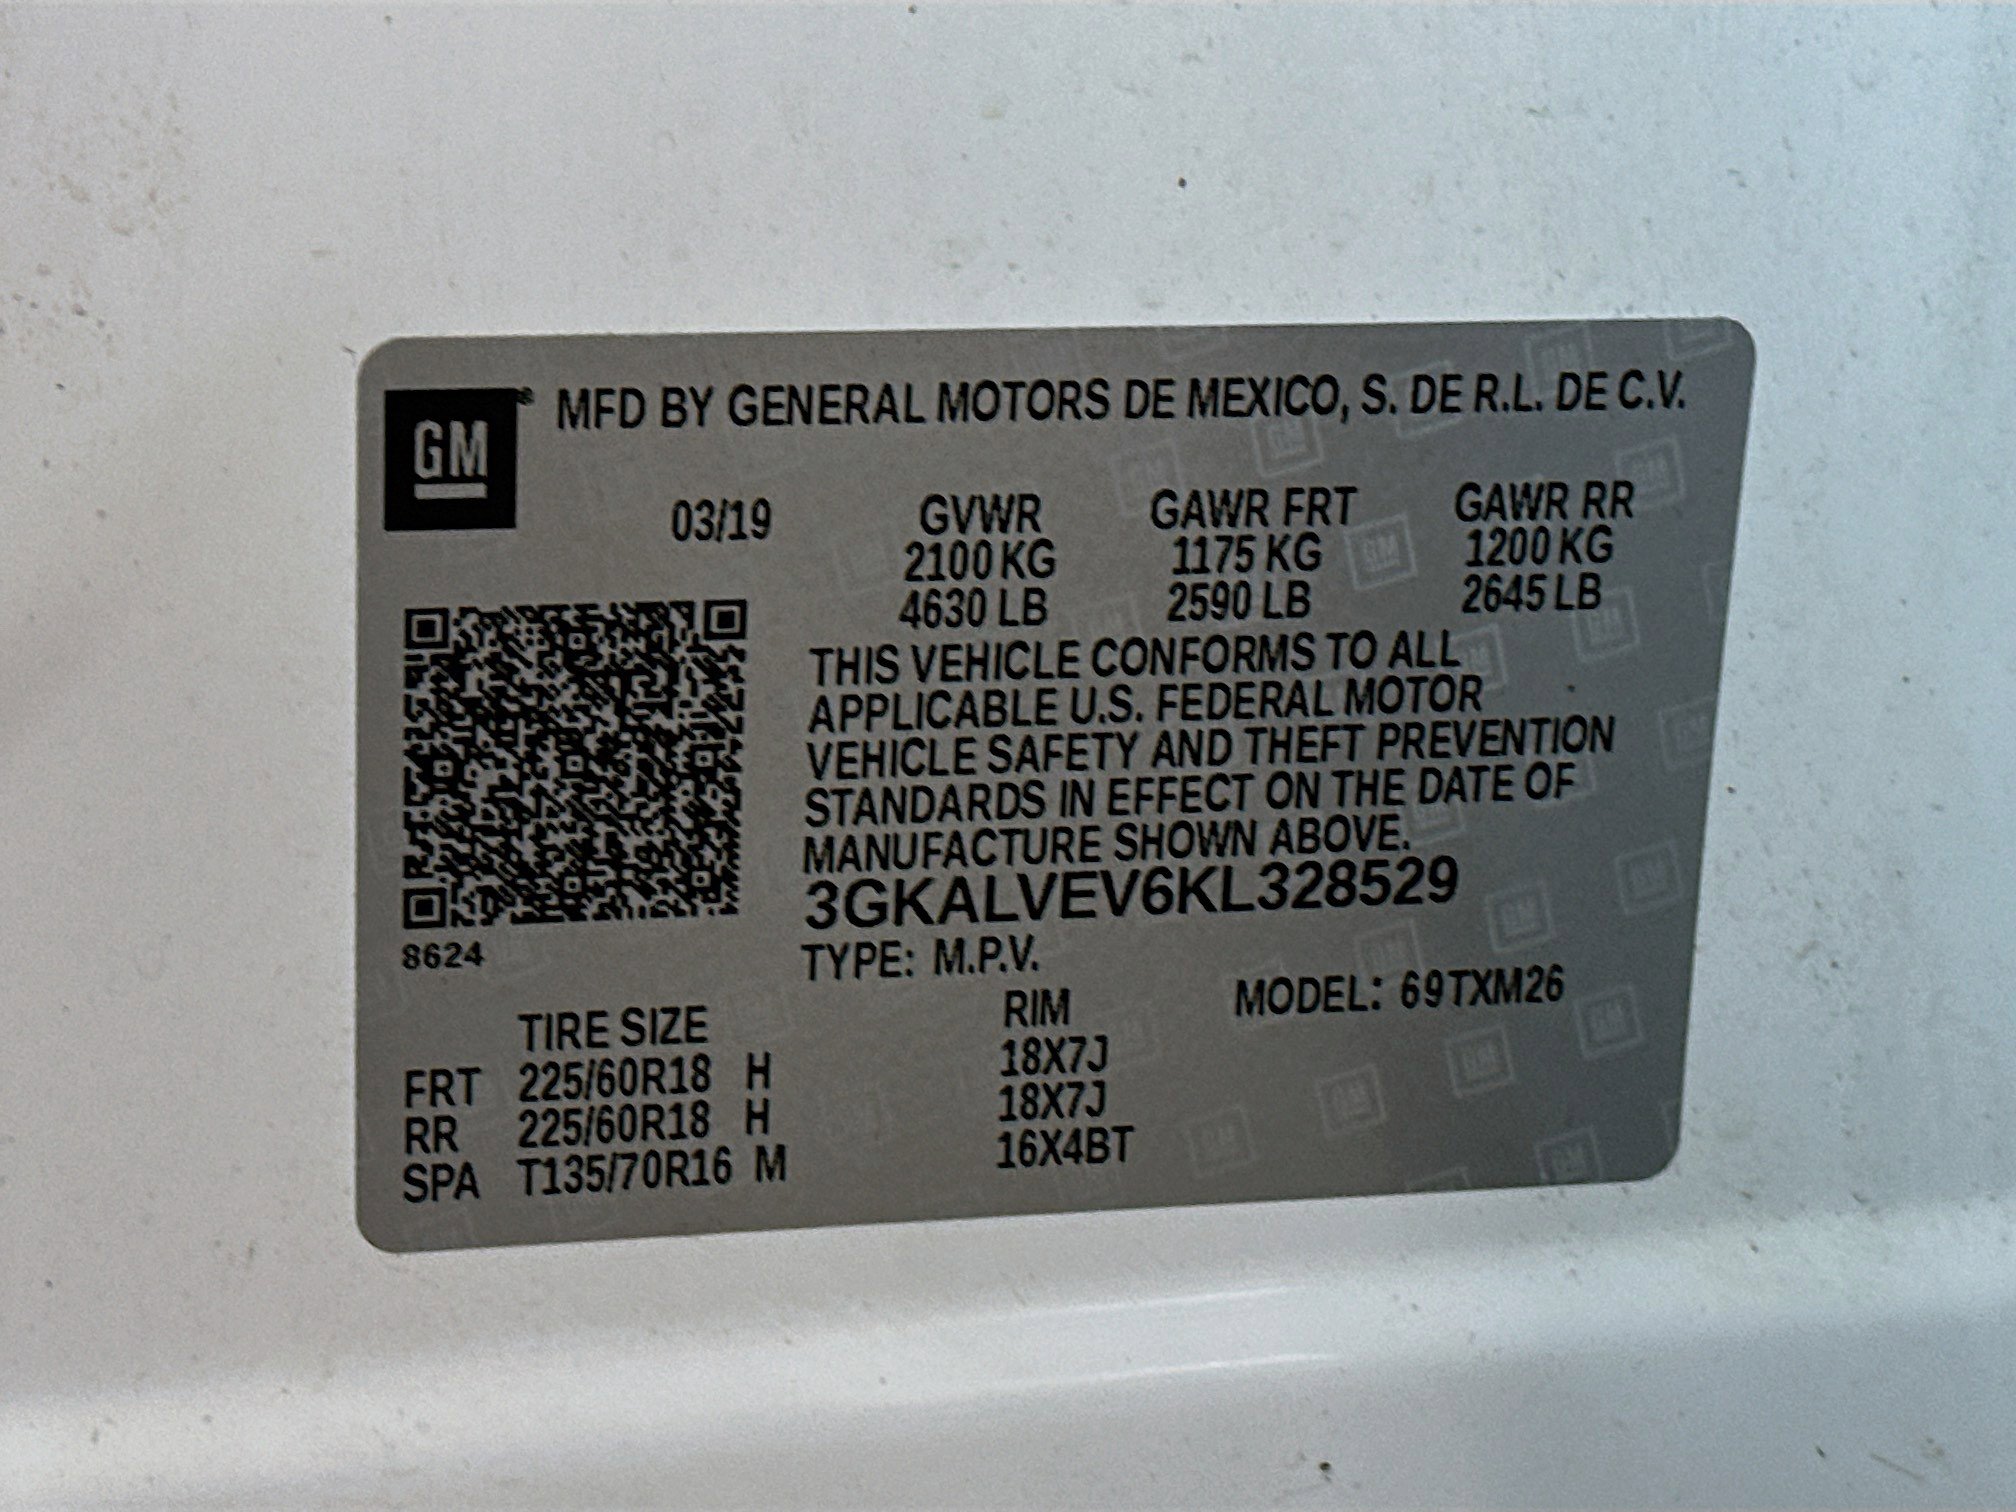 GM® MFD BY GENERAL MOTORS DE MEXICO, S. DE R.L. DE C.V.
03/19 GVWR GAWR FRT GAWR RR
2100 KG 1175 KG 1200 KG
4630 LB 2590 LB 2645 LB
THIS VEHICLE CONFORMS TO ALL
APPLICABLE U.S. FEDERAL MOTOR
VEHICLE SAFETY AND THEFT PREVENTION
STANDARDS IN EFFECT ON THE DATE OF
MANUFACTURE SHOWN ABOVE.
3GKALVEV6KL328529
8624 TYPE: M.P.V.
TIRE SIZE RIM MODEL: 69TXM26
FRT 225/60R18 H 18X7J
RR 225/60R18 H 18X7J
SPA T135/70R16 M 16X4BT